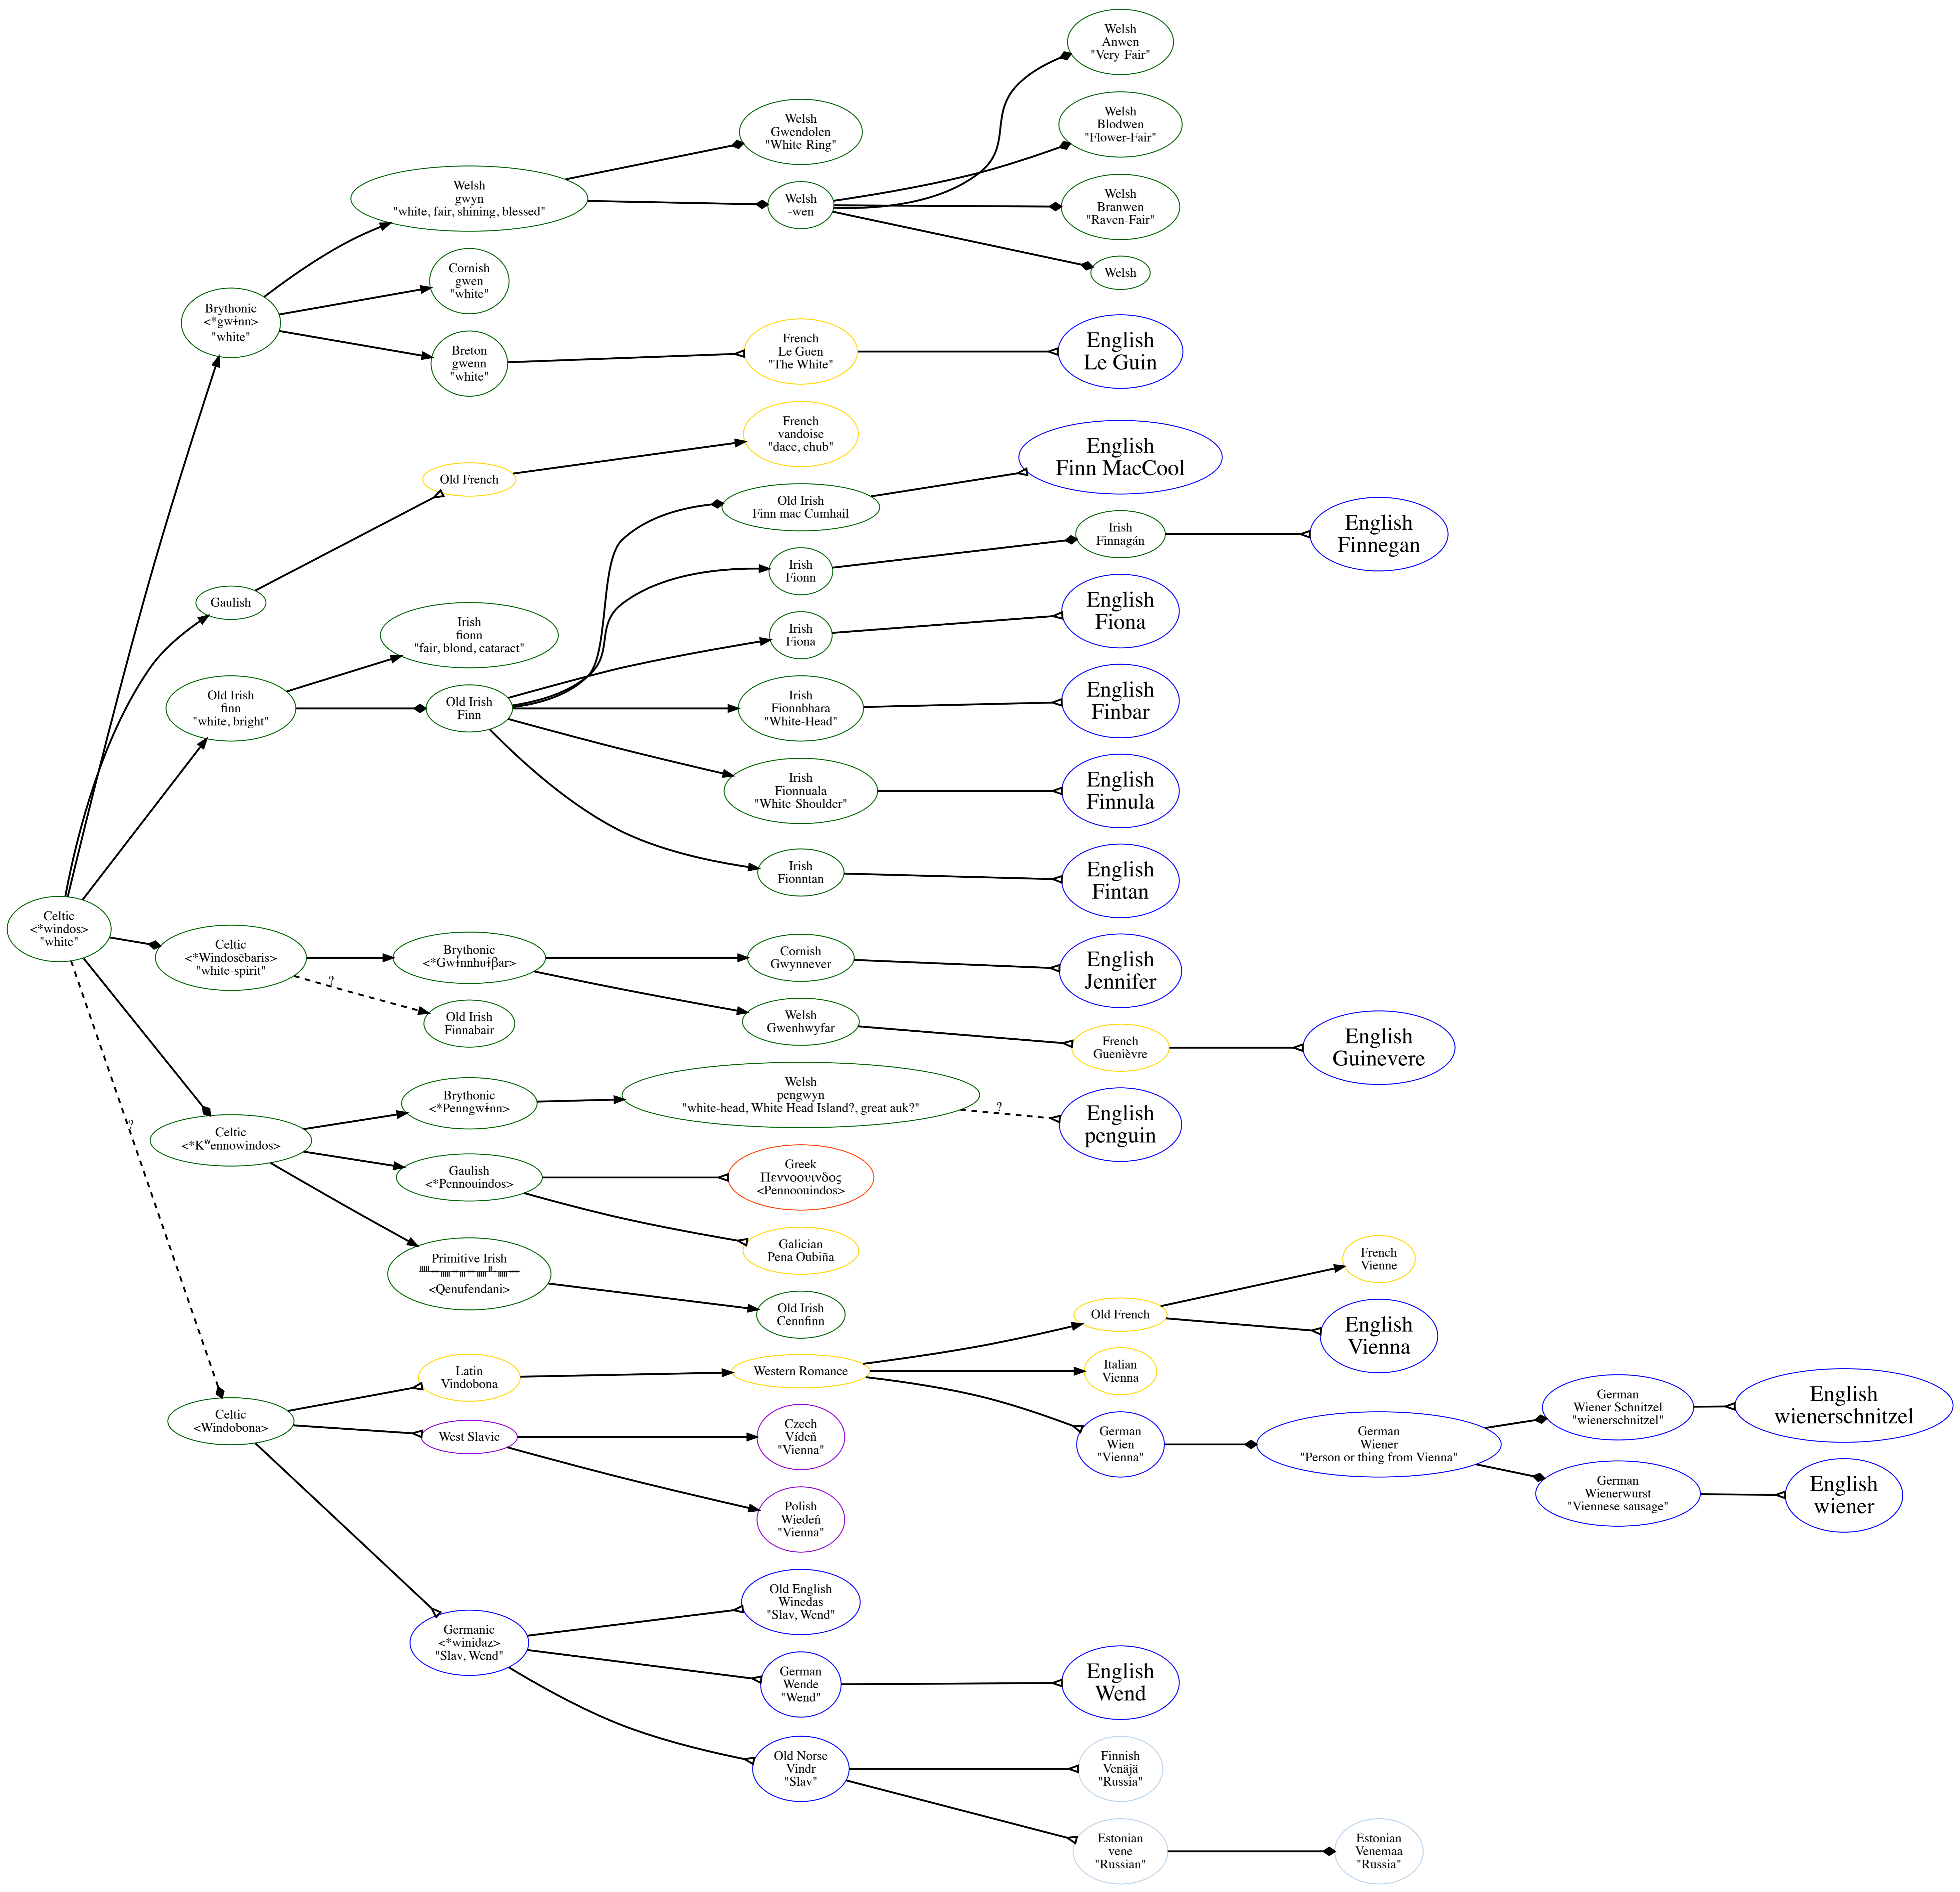 Celtic
<*windos>
"white"
?
Brythonic
<*gwɨnn>
"white"
Gaulish
Old Irish
finn
"white, bright"
Celtic
<*Windosēbaris>
"white-spirit"
Celtic
<*Kʷennowindos>
Celtic
<Windobona>
Welsh
gwyn
"white, fair, shining, blessed"
Cornish
gwen
"white"
Breton
gwenn
"white"
Old French
Irish
fionn
"fair, blond, cataract"
Old Irish
Finn
Brythonic
<*Gwɨnnhuɨβar>
?
Old Irish
Finnabair
Brythonic
<*Penngwɨnn>
Gaulish
<*Pennouindos>
Primitive Irish
ᚊᚓᚅᚒᚃᚓᚅᚇᚐᚅᚔ
<Qenufendani>
Latin
Vindobona
West Slavic
Germanic
<*winidaz>
"Slav, Wend"
Welsh
Gwendolen
"White-Ring"
Welsh
-wen
French
Le Guen
"The White"
French
vandoise
"dace, chub"
Old Irish
Finn mac Cumhail
Irish
Fionn
Irish
Fiona
Irish
Fionnbhara
"White-Head"
Irish
Fionnuala
"White-Shoulder"
Irish
Fionntan
Cornish
Gwynnever
Welsh
Gwenhwyfar
Welsh
pengwyn
"white-head, White Head Island?, great auk?"
?
Greek
Πεννοουινδος
<Pennoouindos>
Galician
Pena Oubiña
Old Irish
Cennfinn
Western Romance
Czech
Vídeň
"Vienna"
Polish
Wiedeń
"Vienna"
Old English
Winedas
"Slav, Wend"
German
Wende
"Wend"
Old Norse
Vindr
"Slav"
Welsh
Anwen
"Very-Fair"
Welsh
Blodwen
"Flower-Fair"
Welsh
Branwen
"Raven-Fair"
Welsh
English
Le Guin
English
Finn MacCool
Irish
Finnagán
English
Fiona
English
Finbar
English
Finnula
English
Fintan
English
Jennifer
French
Guenièvre
English
penguin
Old French
Italian
Vienna
German
Wien
"Vienna"
English
Wend
Finnish
Venäjä
"Russia"
Estonian
vene
"Russian"
English
Finnegan
English
Guinevere
French
Vienne
English
Vienna
German
Wiener
"Person or thing from Vienna"
Estonian
Venemaa
"Russia"
German
Wiener Schnitzel
"wienerschnitzel"
German
Wienerwurst
"Viennese sausage"
English
wienerschnitzel
English
wiener